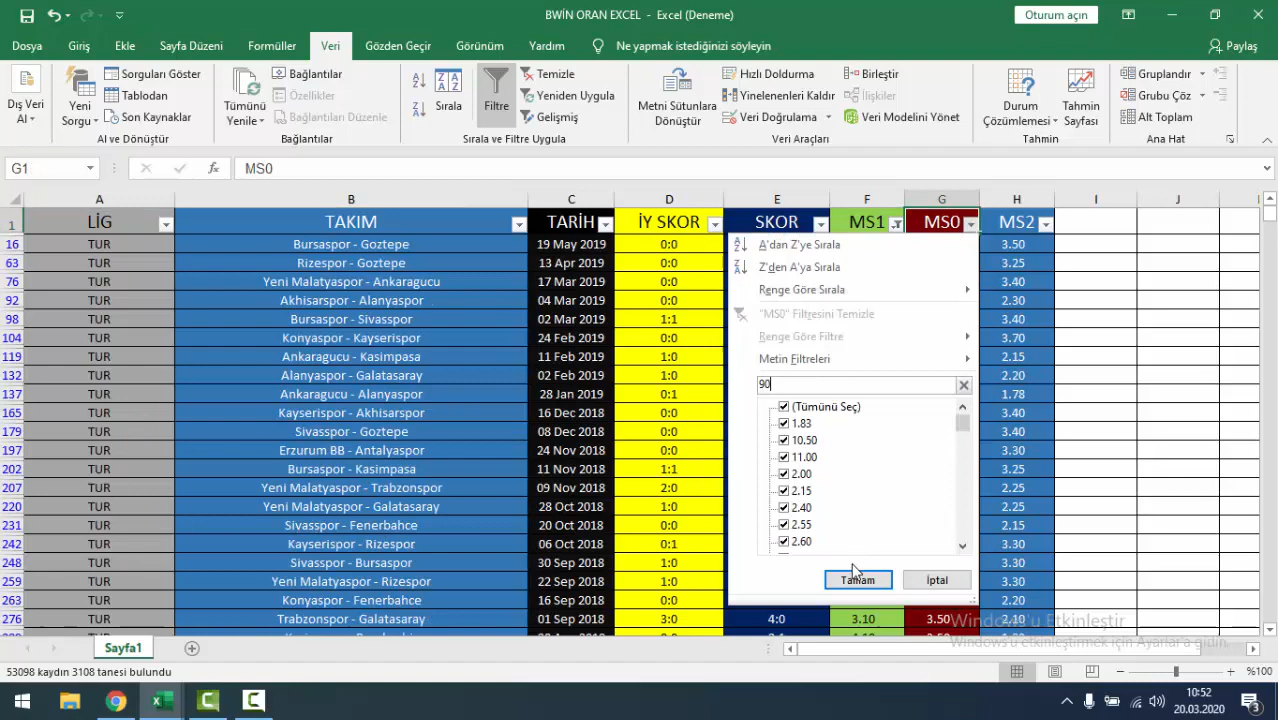 BWİN ORAN EXCEL - Excel (Deneme)
Oturum açın
Dosya Giriş Ekle Sayfa Düzeni Formüller Veri Gözden Geçir Görünüm Yardım Ne yapmak istediğinizi söyleyin Paylaş
Dış Veri Al
Yeni Sorgu
Sorguları Göster
Tablodan
Son Kaynaklar
Al ve Dönüştür
Tümünü Yenile
Bağlantılar
Özellikler
Bağlantıları Düzenle
Bağlantılar
Sırala
Filtre
Temizle
Yeniden Uygula
Gelişmiş
Sırala ve Filtre Uygula
Metni Sütunlara Dönüştür
Hızlı Doldurma
Yinelenenleri Kaldır
Veri Doğrulama
Birleştir
İlişkiler
Veri Modelini Yönet
Veri Araçları
Durum Çözümlemesi
Tahmin Sayfası
Tahmin
Gruplandır
Grubu Çöz
Alt Toplam
Ana Hat
G1 fx MS0
A B C D E F G H I J K L
1 LİG TAKIM TARİH İY SKOR SKOR MS1 MS0 MS2
16 TUR Bursaspor - Goztepe 19 May 2019 0:0 3.50
63 TUR Rizespor - Goztepe 13 Apr 2019 0:0 3.25
76 TUR Yeni Malatyaspor - Ankaragucu 17 Mar 2019 0:0 3.40
92 TUR Akhisarspor - Alanyaspor 04 Mar 2019 0:0 2.30
98 TUR Bursaspor - Sivasspor 02 Mar 2019 1:1 3.40
104 TUR Konyaspor - Kayserispor 24 Feb 2019 0:0 3.70
119 TUR Ankaragucu - Kasimpasa 11 Feb 2019 1:0 2.15
132 TUR Alanyaspor - Galatasaray 02 Feb 2019 1:0 2.20
137 TUR Ankaragucu - Alanyaspor 28 Jan 2019 0:1 1.78
165 TUR Kayserispor - Akhisarspor 16 Dec 2018 0:0 3.40
179 TUR Sivasspor - Goztepe 08 Dec 2018 0:0 3.40
197 TUR Erzurum BB - Antalyaspor 24 Nov 2018 0:0 3.30
202 TUR Bursaspor - Kasimpasa 11 Nov 2018 1:1 3.25
207 TUR Yeni Malatyaspor - Trabzonspor 09 Nov 2018 2:0 2.25
220 TUR Yeni Malatyaspor - Galatasaray 28 Oct 2018 1:0 2.25
231 TUR Sivasspor - Fenerbahce 20 Oct 2018 0:0 2.15
242 TUR Kayserispor - Rizespor 06 Oct 2018 0:1 3.30
248 TUR Sivasspor - Bursaspor 30 Sep 2018 1:0 3.30
259 TUR Yeni Malatyaspor - Rizespor 22 Sep 2018 1:0 3.30
263 TUR Konyaspor - Fenerbahce 16 Sep 2018 0:0 2.20
276 TUR Trabzonspor - Galatasaray 01 Sep 2018 3:0 4:0 3.10 3.50 2.10
A'dan Z'ye Sırala
Z'den A'ya Sırala
Renge Göre Sırala
"MS0" Filtresini Temizle
Renge Göre Filtre
Metin Filtreleri
90
(Tümünü Seç)
1.83
10.50
11.00
2.00
2.15
2.40
2.55
2.60
Tamam İptal
Windows'u Etkinleştir
Windows'u etkinleştirmek için Ayarlar'a gidin.
Sayfa1
53098 kaydın 3108 tanesi bulundu
%100
10:52
20.03.2020
3